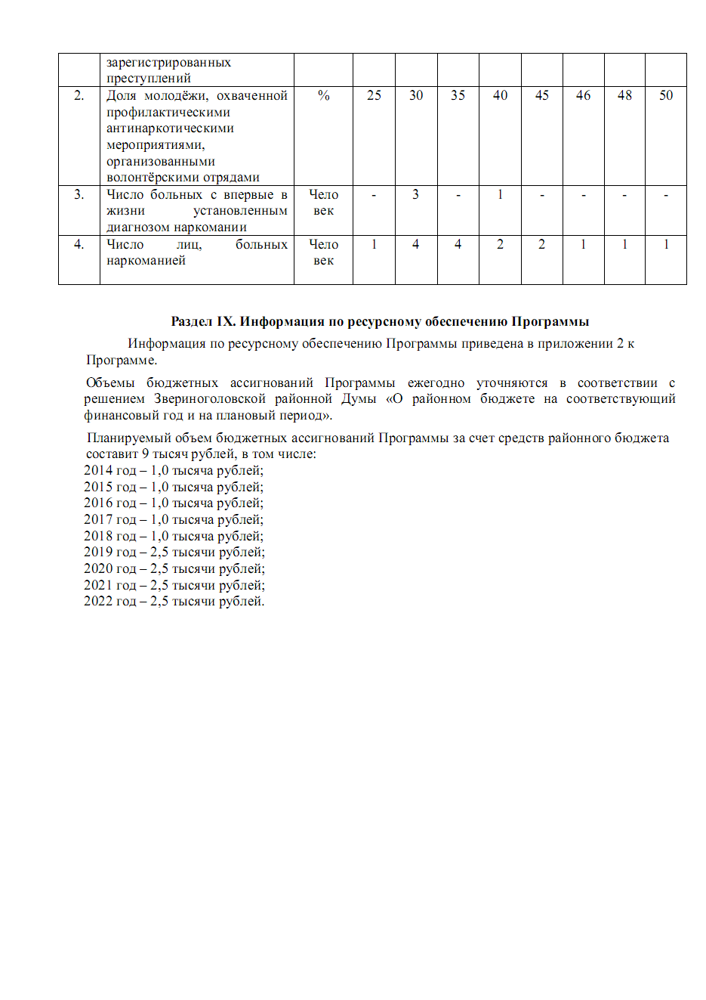 зарегистрированных
преступлений
2. Доля молодёжи, охваченной % 25 30 35 40 45 46 48 50
профилактическими
антинаркотическими
мероприятиями,
организованными
волонтёрскими отрядами
3. Число больных с впервые в Чело - 3 - 1 - - - -
жизни установленным век
диагнозом наркомании
4. Число лиц, больных Чело 1 4 4 2 2 1 1 1
наркоманией век
Раздел IX. Информация по ресурсному обеспечению Программы
Информация по ресурсному обеспечению Программы приведена в приложении 2 к
Программе.
Объемы бюджетных ассигнований Программы ежегодно уточняются в соответствии с
решением Звериноголовской районной Думы «О районном бюджете на соответствующий
финансовый год и на плановый период».
Планируемый объем бюджетных ассигнований Программы за счет средств районного бюджета
составит 9 тысяч рублей, в том числе:
2014 год – 1,0 тысяча рублей;
2015 год – 1,0 тысяча рублей;
2016 год – 1,0 тысяча рублей;
2017 год – 1,0 тысяча рублей;
2018 год – 1,0 тысяча рублей;
2019 год – 2,5 тысячи рублей;
2020 год – 2,5 тысячи рублей;
2021 год – 2,5 тысячи рублей;
2022 год – 2,5 тысячи рублей.